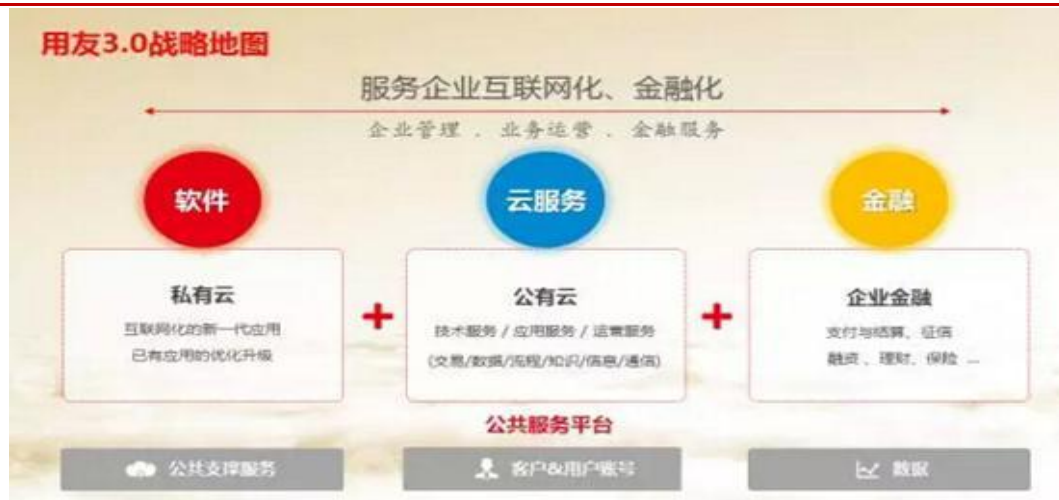 用友3.0战略地图
服务企业互联网化、金融化
企业管理 . 业务运营 . 金融服务
软件
云服务
金融
私有云
互联网化的新一代应用
已有应用的优化升级
+
公有云
技术服务 / 应用服务 / 运营服务
(交易/数据/流程/知识/信息/通信)
+
企业金融
支付与结算、征信
融资、理财、保险 ...
公共服务平台
公共支撑服务
客户&用户账号
数据